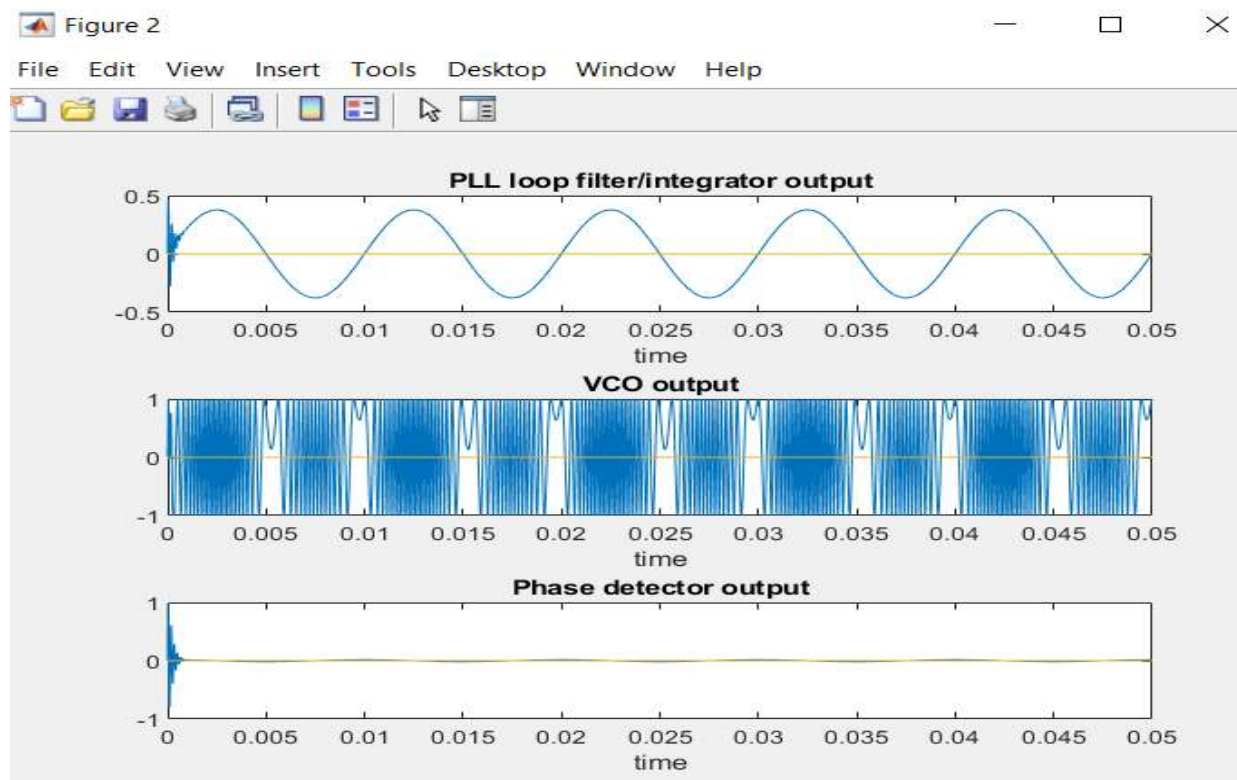 Figure 2
File Edit View Insert Tools Desktop Window Help
PLL loop filter/integrator output
0.5
0
-0.5
0 0.005 0.01 0.015 0.02 0.025 0.03 0.035 0.04 0.045 0.05
time
VCO output
1
0
-1
0 0.005 0.01 0.015 0.02 0.025 0.03 0.035 0.04 0.045 0.05
time
Phase detector output
1
0
-1
0 0.005 0.01 0.015 0.02 0.025 0.03 0.035 0.04 0.045 0.05
time